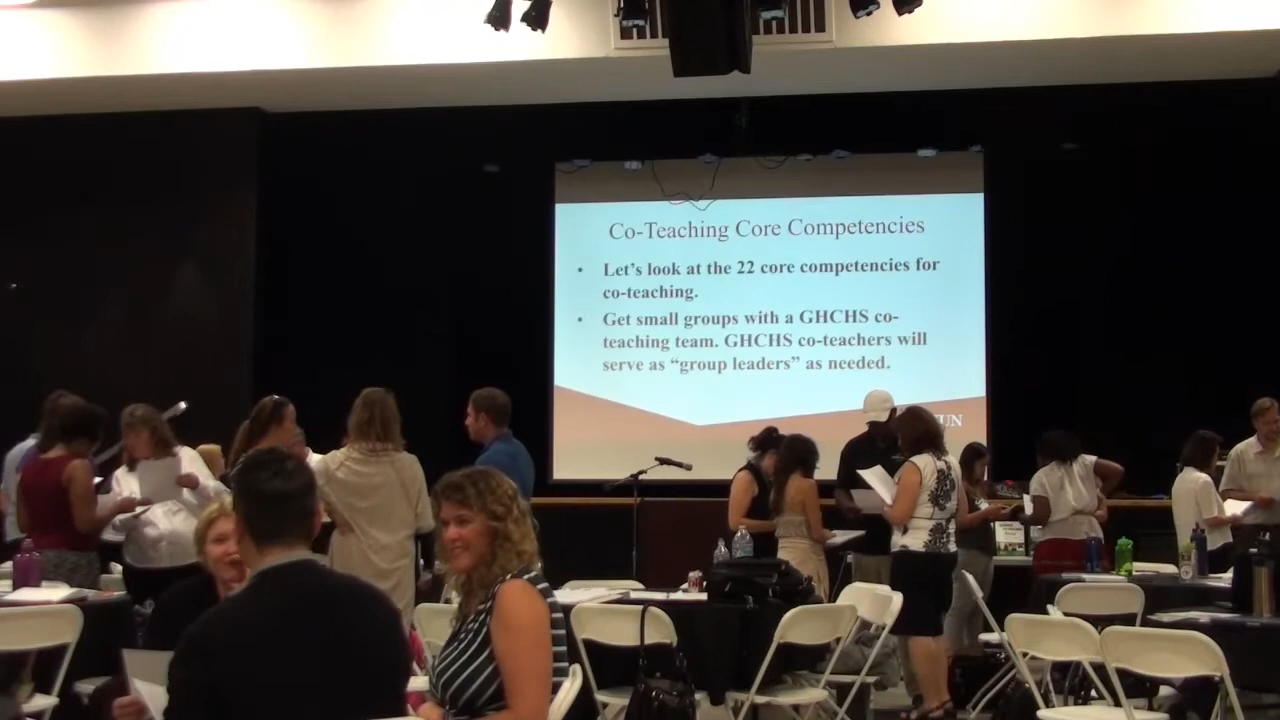 Co-Teaching Core Competencies
• Let's look at the 22 core competencies for
co-teaching.
• Get small groups with a GHCHS co-
teaching team. GHCHS co-teachers will
serve as “group leaders” as needed.
UN